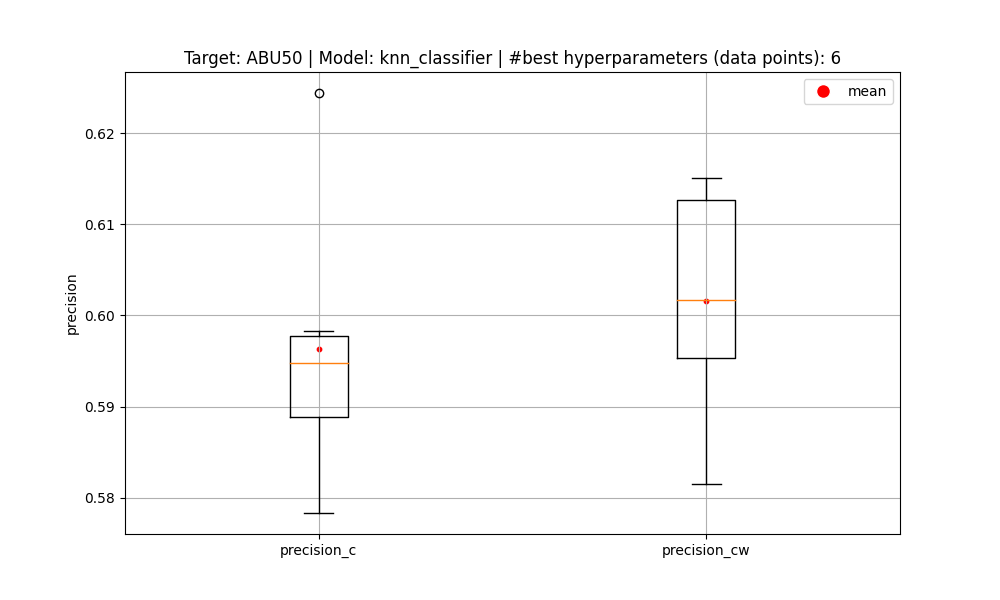 Target: ABU50 | Model: knn_classifier | #best hyperparameters (data points): 6
mean
0.62
0.61
0.60
0.59
0.58
precision
precision_c
precision_cw